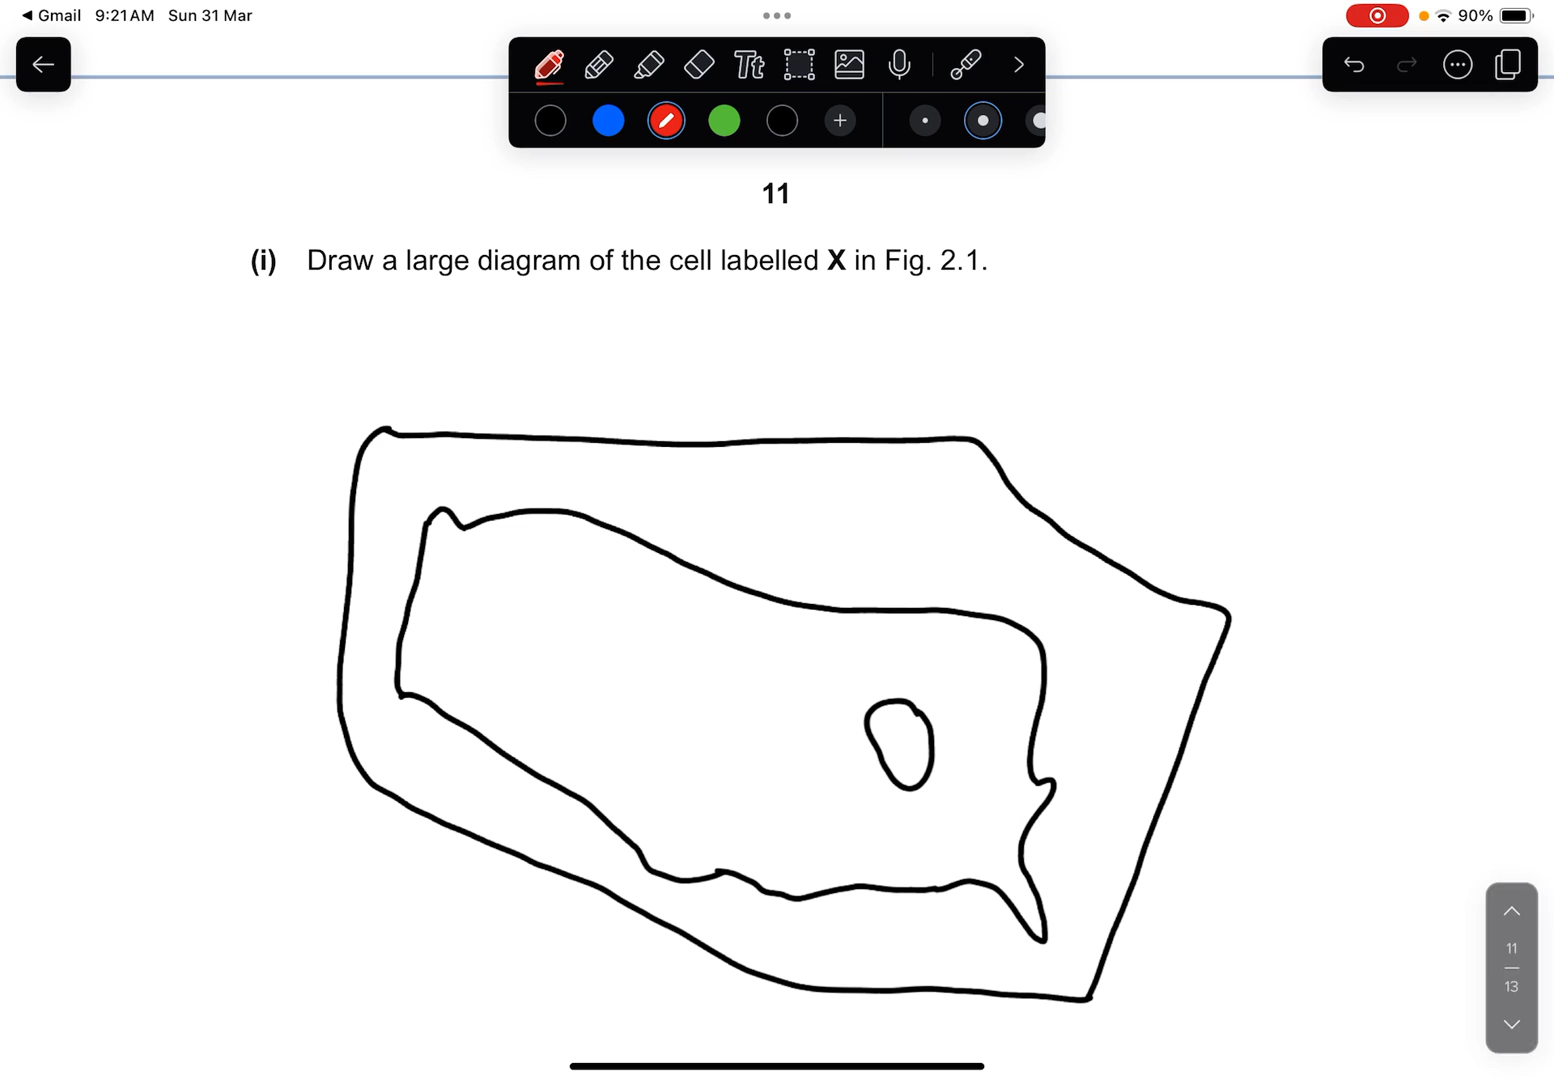 ◀ Gmail 9:21 AM Sun 31 Mar
90%
Tt
11
(i) Draw a large diagram of the cell labelled X in Fig. 2.1.
11
13